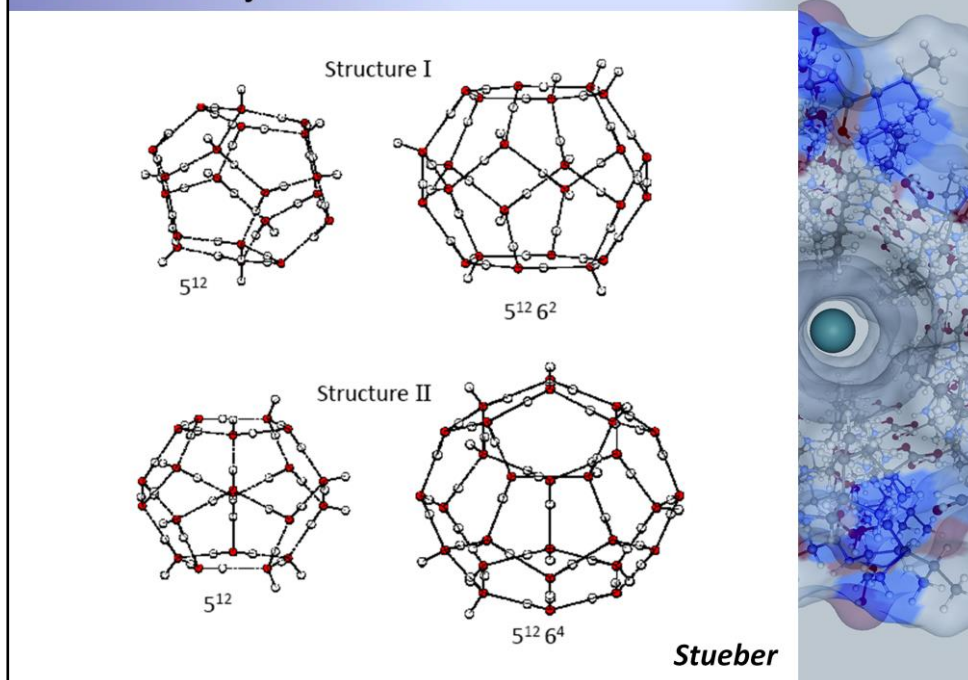 Structure I
5¹²
5¹² 6²
Structure II
5¹²
5¹² 6⁴
Stueber